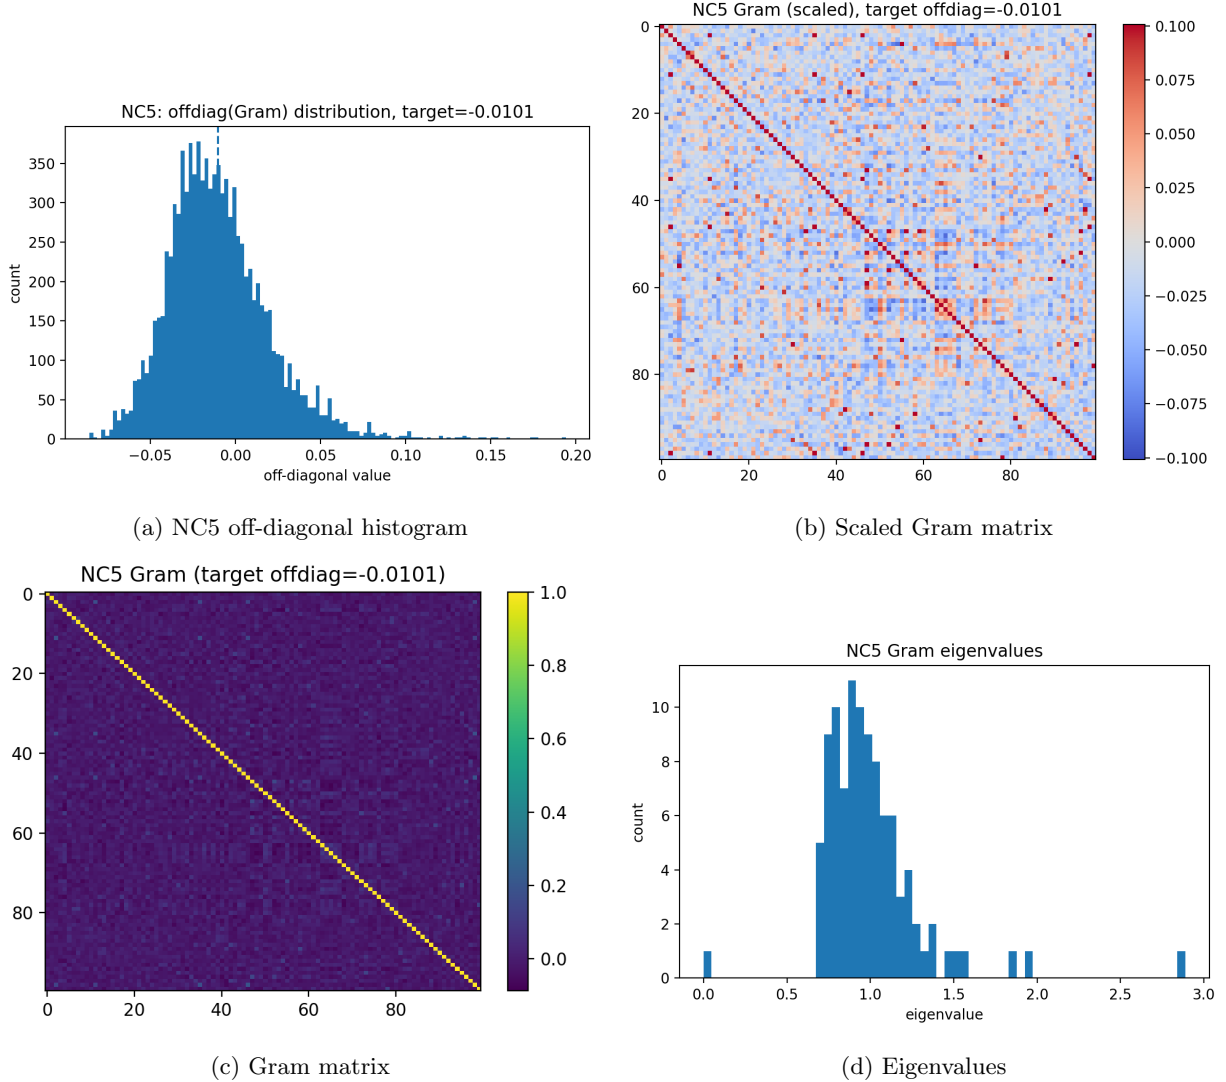 NC5: offdiag(Gram) distribution, target=-0.0101
350
300
250
200
150
100
50
0
count
−0.05 0.00 0.05 0.10 0.15 0.20
off-diagonal value
(a) NC5 off-diagonal histogram
NC5 Gram (scaled), target offdiag=-0.0101
0
20
40
60
80
0 20 40 60 80
0.100
0.075
0.050
0.025
0.000
−0.025
−0.050
−0.075
−0.100
(b) Scaled Gram matrix
NC5 Gram (target offdiag=-0.0101)
0
20
40
60
80
0 20 40 60 80
1.0
0.8
0.6
0.4
0.2
0.0
(c) Gram matrix
NC5 Gram eigenvalues
10
8
6
4
2
0
count
0.0 0.5 1.0 1.5 2.0 2.5 3.0
eigenvalue
(d) Eigenvalues